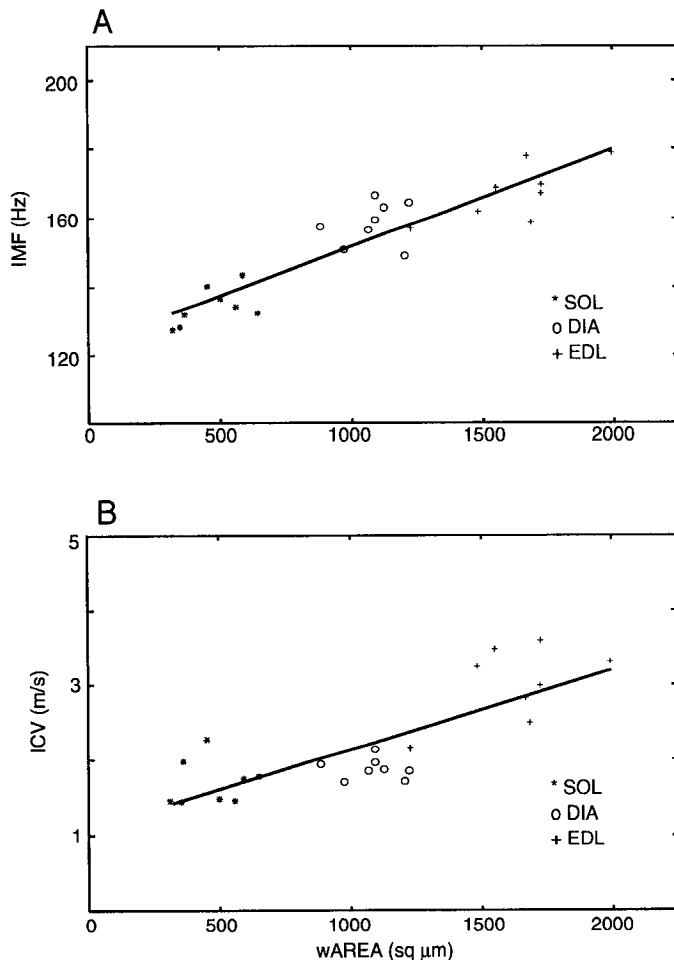 A
200
160
120
IMF (Hz)
* SOL
o DIA
+ EDL
0 500 1000 1500 2000
B
5
3
1
ICV (m/s)
* SOL
o DIA
+ EDL
0 500 1000 1500 2000
wAREA (sq µm)